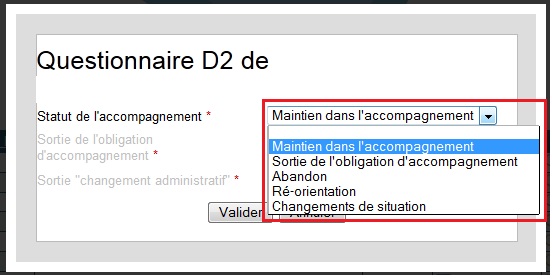 Questionnaire D2 de
Statut de l'accompagnement * Maintien dans l'accompagnement
Maintien dans l'accompagnement
Sortie de l'obligation d'accompagnement
Abandon
Ré-orientation
Changements de situation
Sortie de l'obligation
d'accompagnement *
Sortie "changement administratif" *
Valider Annuler